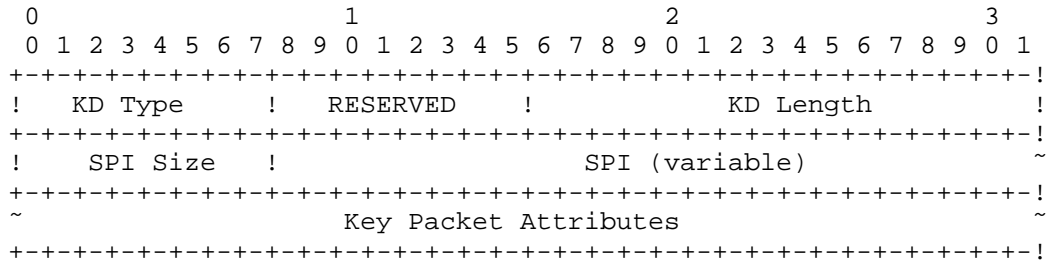 0                   1                   2                   3
 0 1 2 3 4 5 6 7 8 9 0 1 2 3 4 5 6 7 8 9 0 1 2 3 4 5 6 7 8 9 0 1
+-+-+-+-+-+-+-+-+-+-+-+-+-+-+-+-+-+-+-+-+-+-+-+-+-+-+-+-+-+-+-+-!
!   KD Type     !   RESERVED    !            KD Length          !
+-+-+-+-+-+-+-+-+-+-+-+-+-+-+-+-+-+-+-+-+-+-+-+-+-+-+-+-+-+-+-+-!
!    SPI Size   !                   SPI (variable)              ~
+-+-+-+-+-+-+-+-+-+-+-+-+-+-+-+-+-+-+-+-+-+-+-+-+-+-+-+-+-+-+-+-!
~                    Key Packet Attributes                      ~
+-+-+-+-+-+-+-+-+-+-+-+-+-+-+-+-+-+-+-+-+-+-+-+-+-+-+-+-+-+-+-+-!